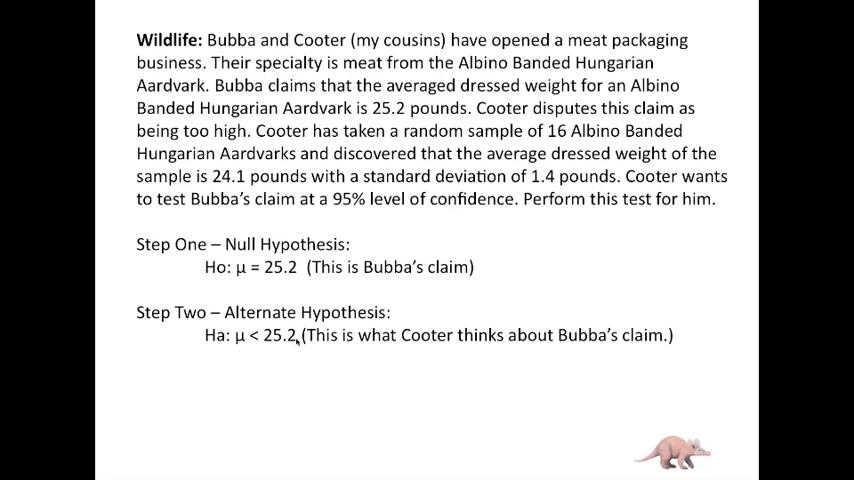 Wildlife: Bubba and Cooter (my cousins) have opened a meat packaging
business. Their specialty is meat from the Albino Banded Hungarian
Aardvark. Bubba claims that the averaged dressed weight for an Albino
Banded Hungarian Aardvark is 25.2 pounds. Cooter disputes this claim as
being too high. Cooter has taken a random sample of 16 Albino Banded
Hungarian Aardvarks and discovered that the average dressed weight of the
sample is 24.1 pounds with a standard deviation of 1.4 pounds. Cooter wants
to test Bubba’s claim at a 95% level of confidence. Perform this test for him.
Step One – Null Hypothesis:
Ho: μ = 25.2 (This is Bubba’s claim)
Step Two – Alternate Hypothesis:
Ha: μ < 25.2 (This is what Cooter thinks about Bubba’s claim.)